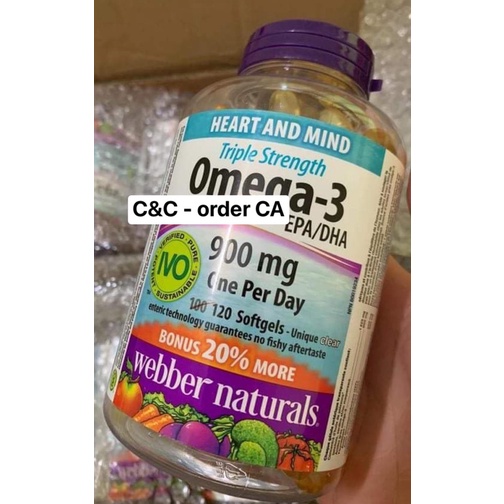 HEART AND MIND
Triple Strength
Omega-3
C&C - order CA
EPA/DHA
VERIFIED · PURE
IVO
SUSTAINABLE
900 mg
One Per Day
100 120 Softgels - Unique clear
enteric technology guarantees no fishy aftertaste
BONUS 20% MORE
webber naturals